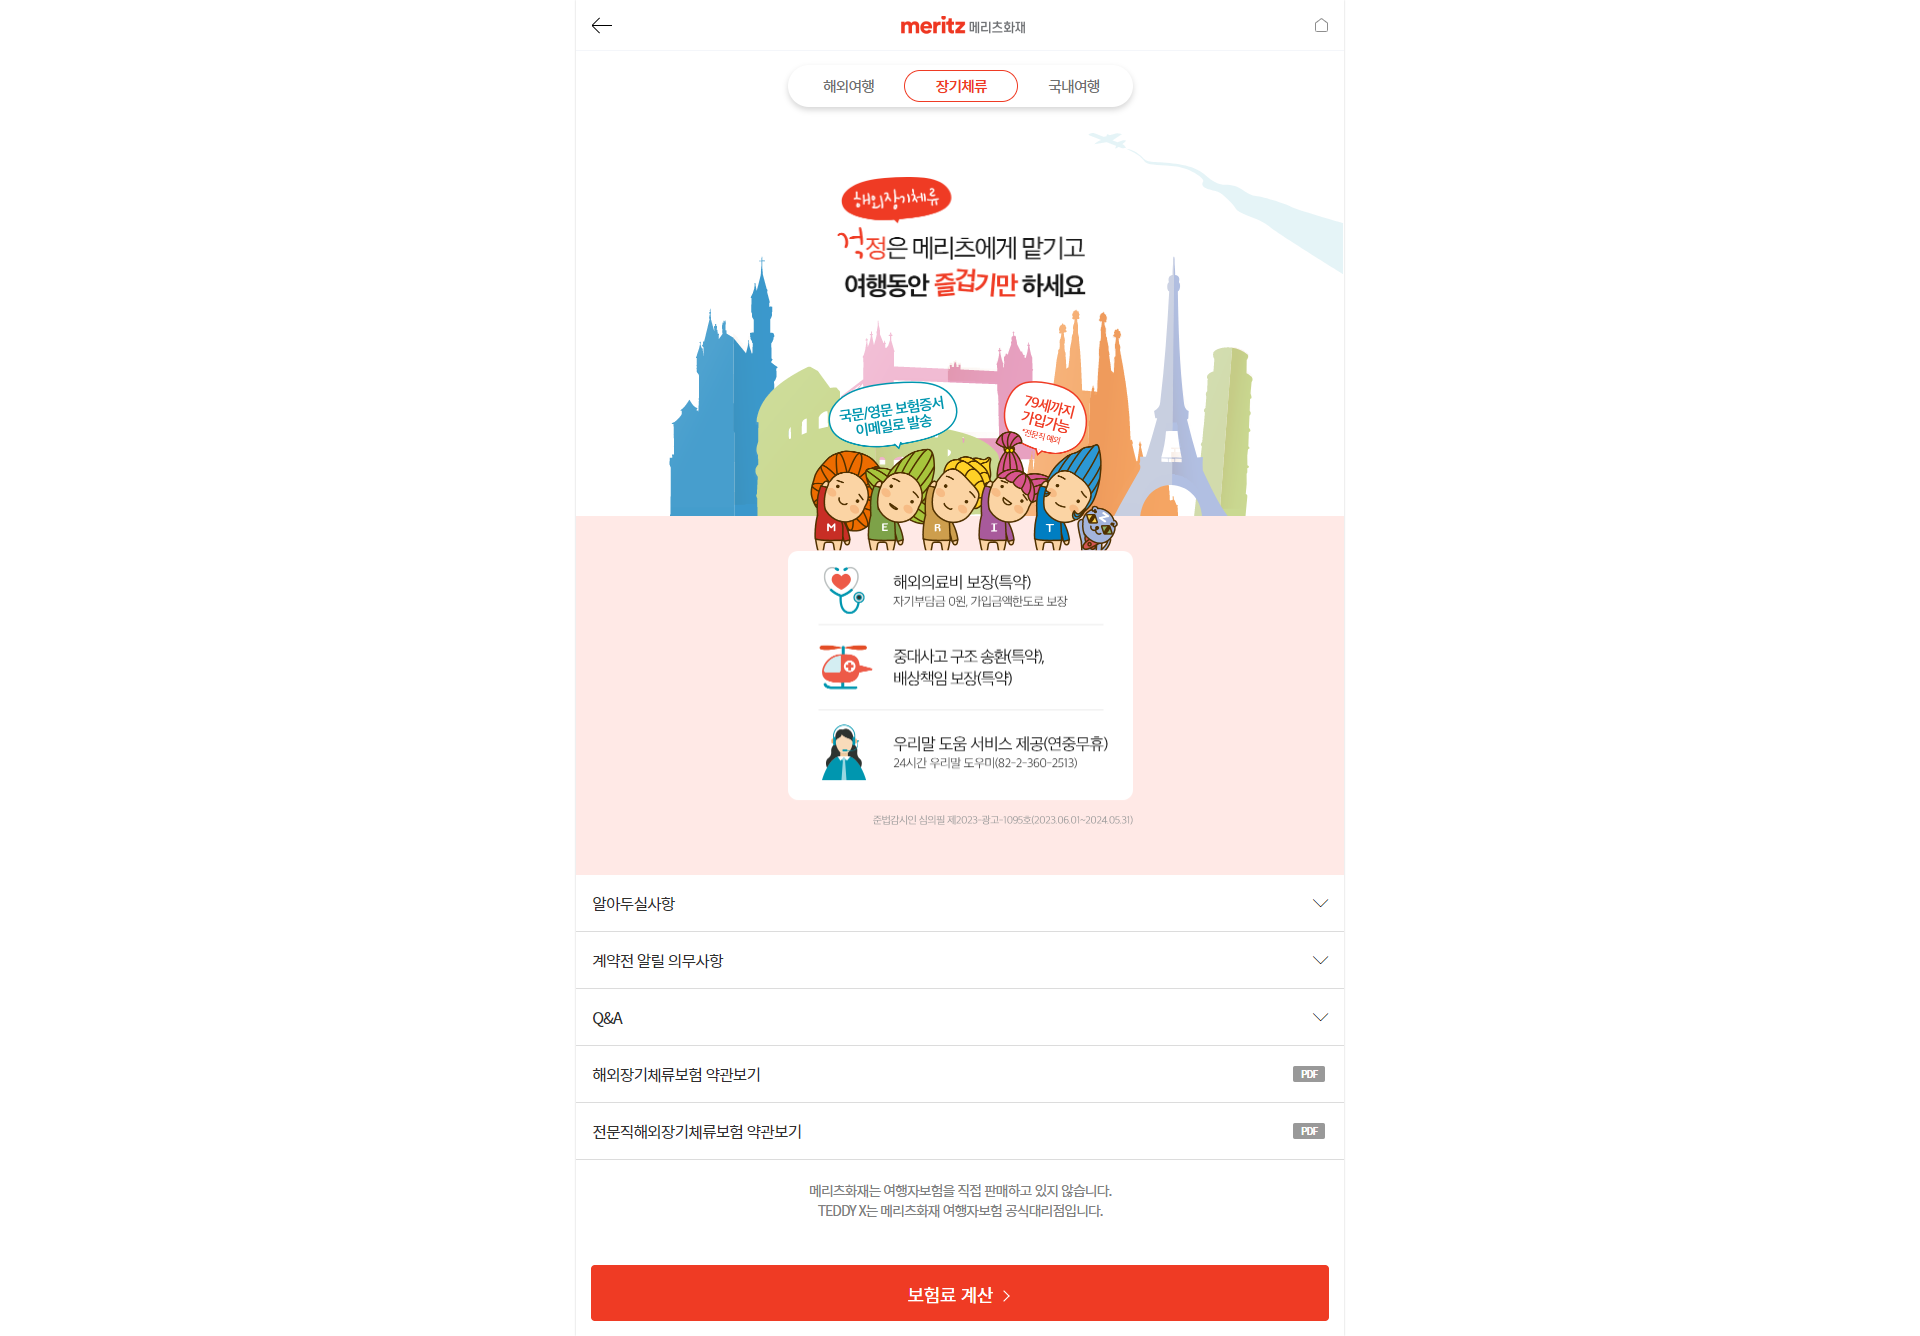 meritz 메리츠화재
해외여행
장기체류
국내여행
해외장기체류
걱정은 메리츠에게 맡기고
여행동안 즐겁기만 하세요
국문/영문 보험증서
이메일로 발송
79세까지
가입가능
*전문직 예외
M E R I T Z
해외의료비 보장(특약)
자기부담금 0원, 가입금액한도로 보장
중대사고 구조 송환(특약),
배상책임 보장(특약)
우리말 도움 서비스 제공(연중무휴)
24시간 우리말 도우미(82-2-360-2513)
준법감시인 심의필 제2023-광고-1095호(2023.06.01~2024.05.31)
알아두실사항
계약전 알릴 의무사항
Q&A
해외장기체류보험 약관보기
PDF
전문직해외장기체류보험 약관보기
PDF
메리츠화재는 여행자보험을 직접 판매하고 있지 않습니다.
TEDDY X는 메리츠화재 여행자보험 공식대리점입니다.
보험료 계산